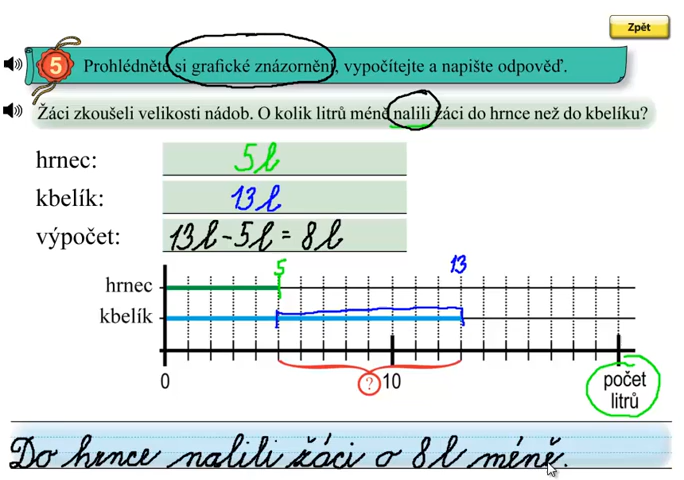 Zpět
5 Prohlédněte si grafické znázornění, vypočítejte a napište odpověď.
Žáci zkoušeli velikosti nádob. O kolik litrů méně nalili žáci do hrnce než do kbelíku?
hrnec: 5 l
kbelík: 13 l
výpočet: 13 l - 5 l = 8 l
5 13
hrnec
kbelík
0 ? 10 počet
litrů
Do hrnce nalili žáci o 8 l méně.